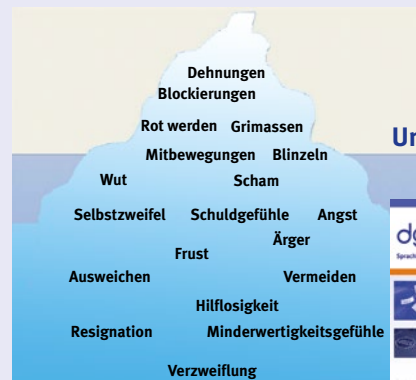 Dehnungen
Blockierungen
Rot werden Grimassen
Mitbewegungen Blinzeln
Wut Scham
Selbstzweifel Schuldgefühle Angst
Ärger
Frust
Ausweichen Vermeiden
Hilflosigkeit
Resignation Minderwertigkeitsgefühle
Verzweiflung